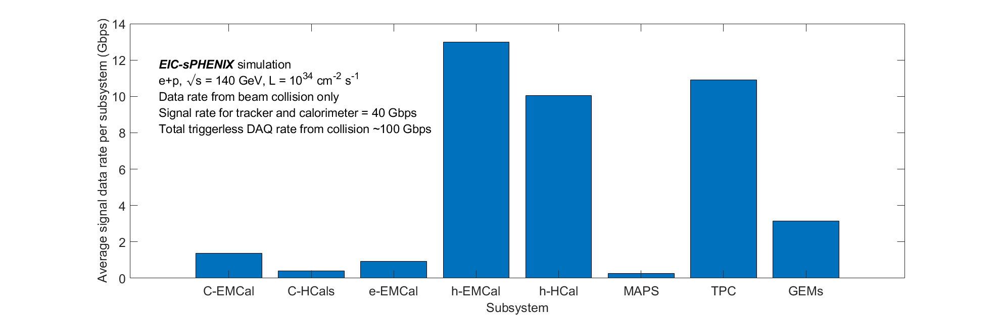 Average signal data rate per subsystem (Gbps)
14
12
10
8
6
4
2
0
EIC-sPHENIX simulation
e+p, √s = 140 GeV, L = 10³⁴ cm⁻² s⁻¹
Data rate from beam collision only
Signal rate for tracker and calorimeter = 40 Gbps
Total triggerless DAQ rate from collision ~100 Gbps
C-EMCal C-HCals e-EMCal h-EMCal h-HCal MAPS TPC GEMs
Subsystem